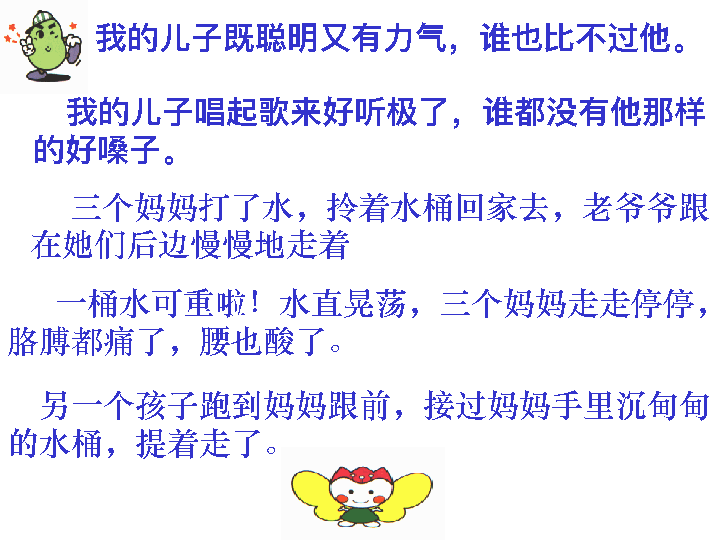 我的儿子既聪明又有力气，谁也比不过他。
我的儿子唱起歌来好听极了，谁都没有他那样
的好嗓子。
三个妈妈打了水，拎着水桶回家去，老爷爷跟
在她们后边慢慢地走着
一桶水可重啦！水直晃荡，三个妈妈走走停停，
胳膊都痛了，腰也酸了。
另一个孩子跑到妈妈跟前，接过妈妈手里沉甸甸
的水桶，提着走了。